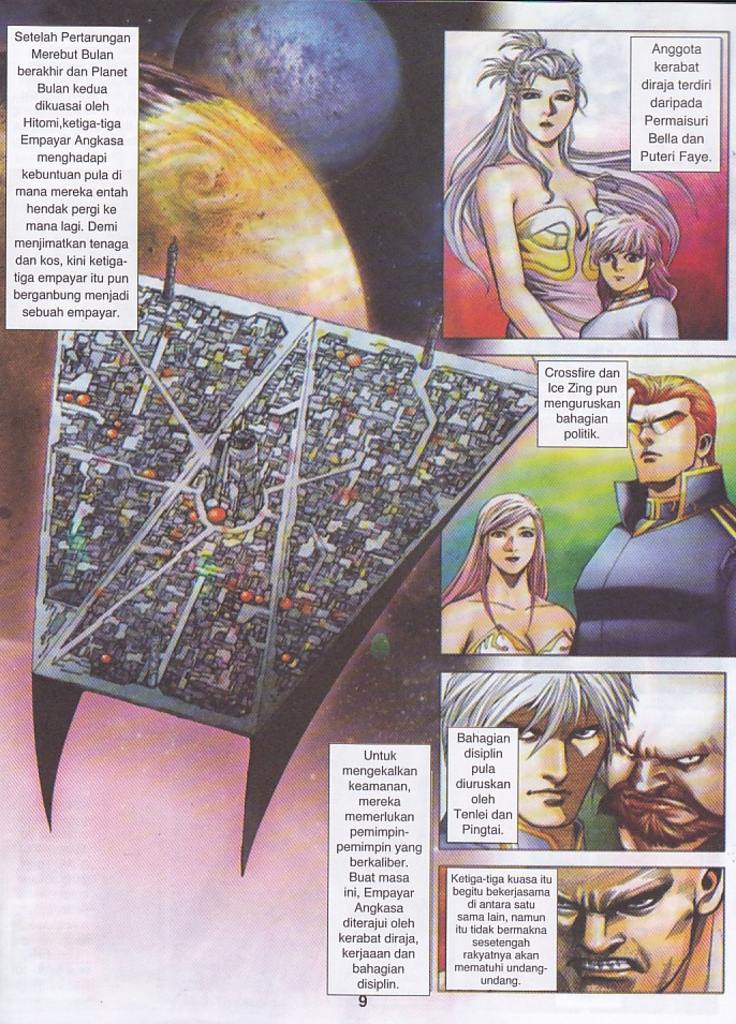 Setelah Pertarungan
Merebut Bulan
berakhir dan Planet
Bulan kedua
dikuasai oleh
Hitomi,ketiga-tiga
Empayar Angkasa
menghadapi
kebuntuan pula di
mana mereka entah
hendak pergi ke
mana lagi. Demi
menjimatkan tenaga
dan kos, kini ketiga-
tiga empayar itu pun
berganbung menjadi
sebuah empayar.
Anggota
kerabat
diraja terdiri
daripada
Permaisuri
Bella dan
Puteri Faye.
Crossfire dan
Ice Zing pun
menguruskan
bahagian
politik.
Untuk
mengekalkan
keamanan,
mereka
memerlukan
pemimpin-
pemimpin yang
berkaliber.
Buat masa
ini, Empayar
Angkasa
diterajui oleh
kerabat diraja,
kerjaaan dan
bahagian
disiplin.
Bahagian
disiplin
pula
diuruskan
oleh
Tenlei dan
Pingtai.
Ketiga-tiga kuasa itu
begitu bekerjasama
di antara satu
sama lain, namun
itu tidak bermakna
sesetengah
rakyatnya akan
mematuhi undang-
undang.
9